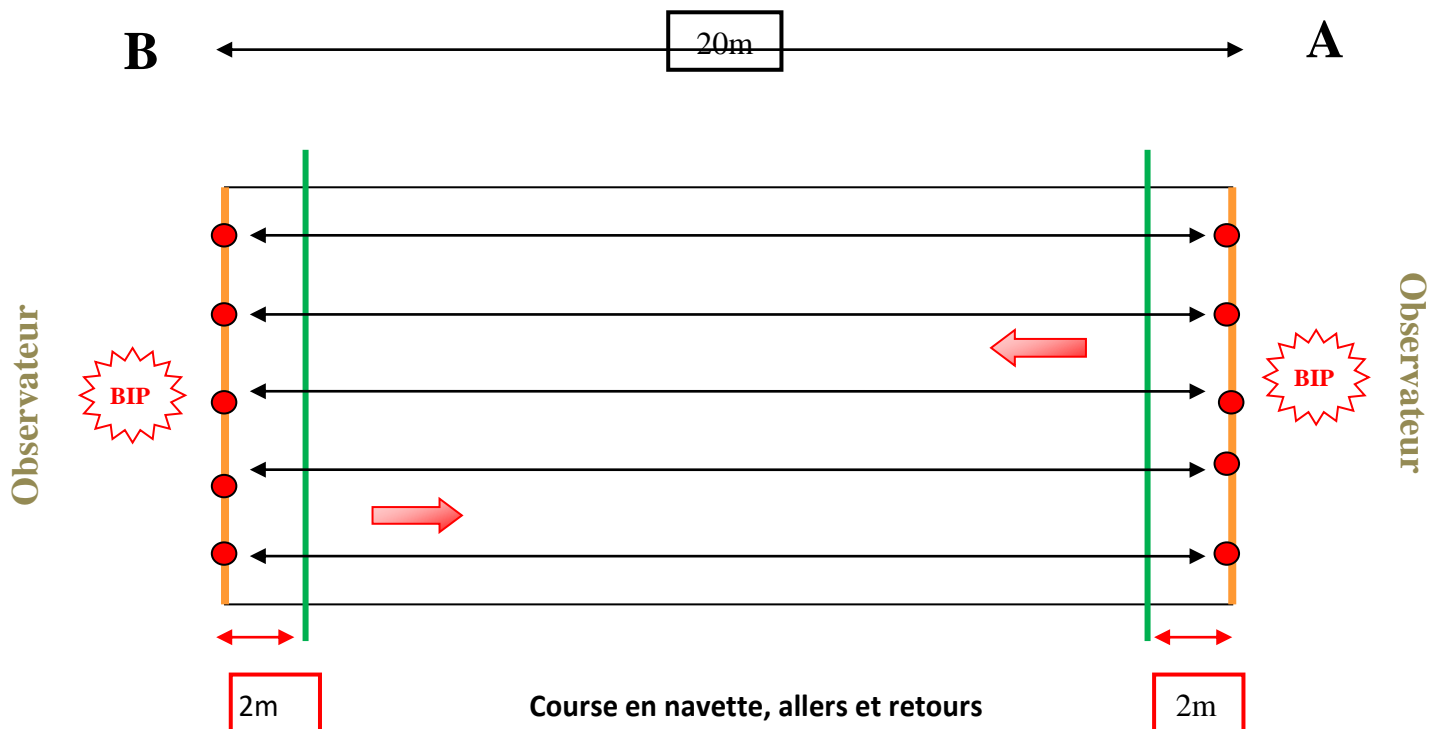 B
20m
A
Observateur
BIP
BIP
Observateur
2m
Course en navette, allers et retours
2m